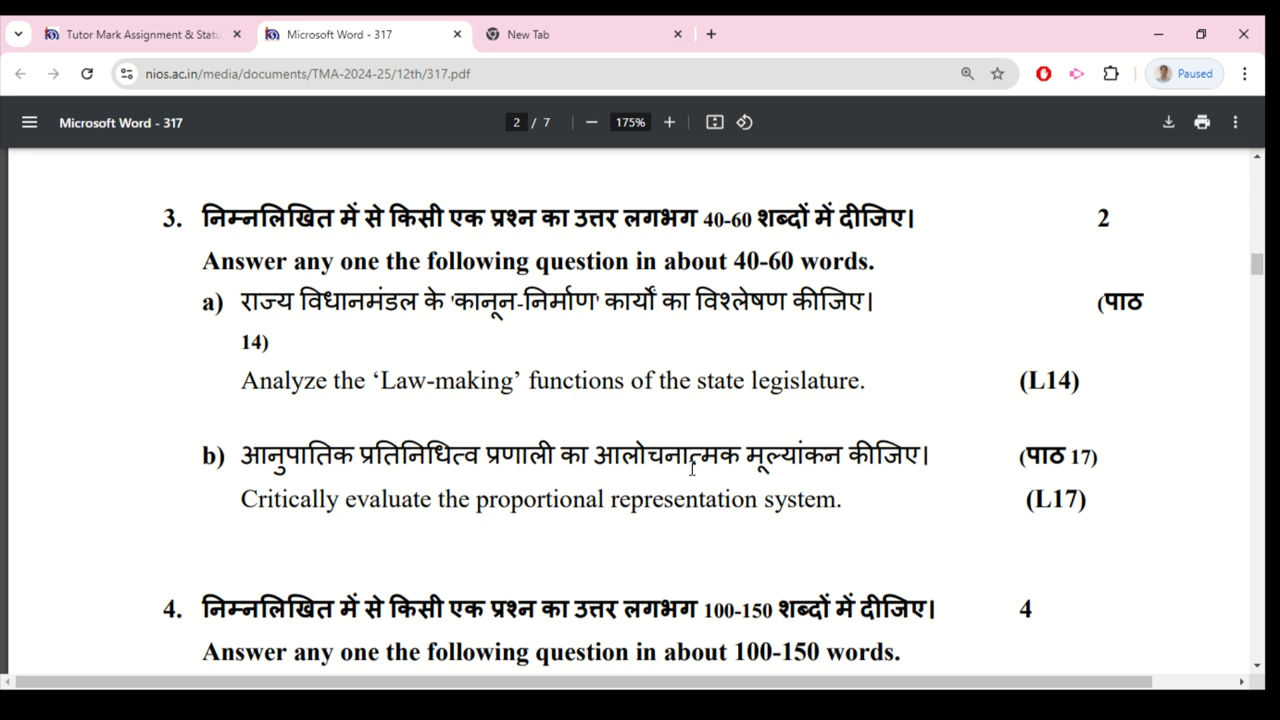 Tutor Mark Assignment & Statu
Microsoft Word - 317
New Tab
nios.ac.in/media/documents/TMA-2024-25/12th/317.pdf
Paused
Microsoft Word - 317
2 / 7
175%
3. निम्नलिखित में से किसी एक प्रश्न का उत्तर लगभग 40-60 शब्दों में दीजिए। 2
Answer any one the following question in about 40-60 words.
a) राज्य विधानमंडल के 'कानून-निर्माण' कार्यों का विश्लेषण कीजिए। (पाठ
14)
Analyze the ‘Law-making’ functions of the state legislature. (L14)
b) आनुपातिक प्रतिनिधित्व प्रणाली का आलोचनात्मक मूल्यांकन कीजिए। (पाठ 17)
Critically evaluate the proportional representation system. (L17)
4. निम्नलिखित में से किसी एक प्रश्न का उत्तर लगभग 100-150 शब्दों में दीजिए। 4
Answer any one the following question in about 100-150 words.